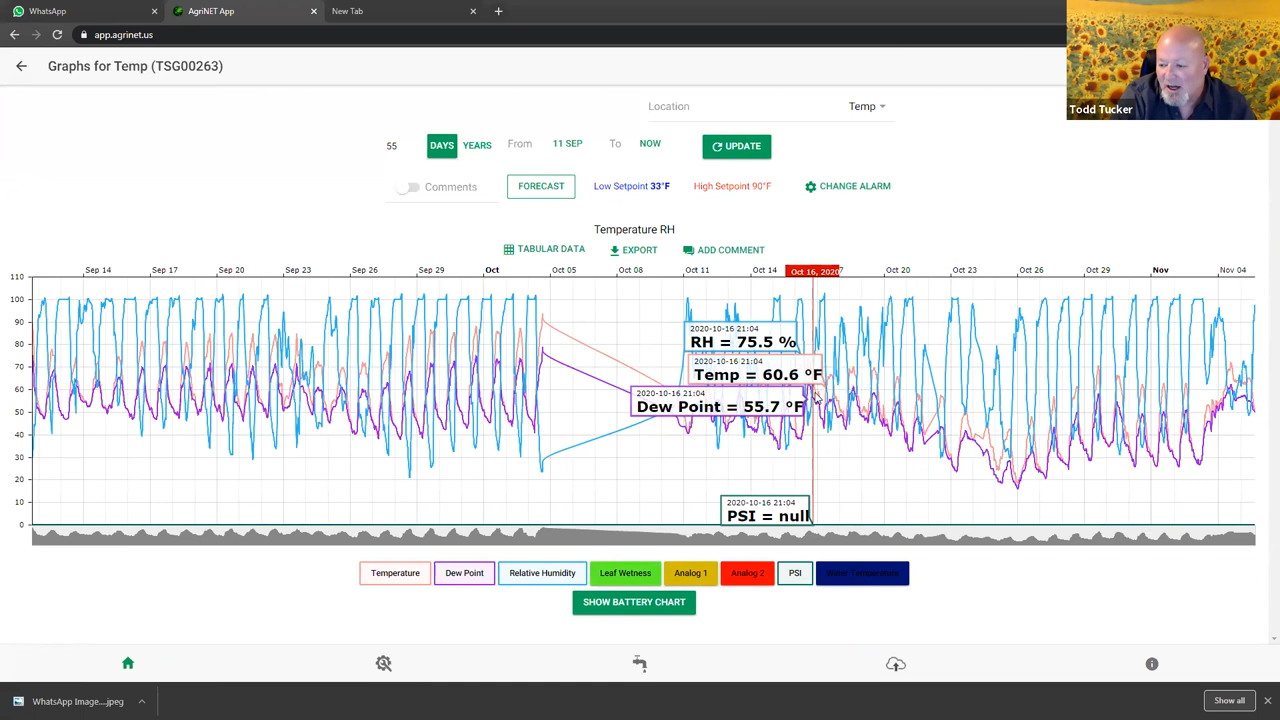 WhatsApp
AgriNET App
New Tab
app.agrinet.us
Todd Tucker
Graphs for Temp (TSG00263)
Location
Temp
55
DAYS
YEARS
From
11 SEP
To
NOW
UPDATE
Comments
FORECAST
Low Setpoint 33°F
High Setpoint 90°F
CHANGE ALARM
Temperature RH
TABULAR DATA
EXPORT
ADD COMMENT
Sep 14
Sep 17
Sep 20
Sep 23
Sep 26
Sep 29
Oct
Oct 05
Oct 08
Oct 11
Oct 14
Oct 16, 2020
7
Oct 20
Oct 23
Oct 26
Oct 29
Nov
Nov 04
110
100
90
80
70
60
50
40
30
20
10
0
2020-10-16 21:04
RH = 75.5 %
2020-10-16 21:04
Temp = 60.6 °F
2020-10-16 21:04
Dew Point = 55.7 °F
2020-10-16 21:04
PSI = null
Temperature
Dew Point
Relative Humidity
Leaf Wetness
Analog 1
Analog 2
PSI
Water Temperature
SHOW BATTERY CHART
WhatsApp Image....jpeg
Show all